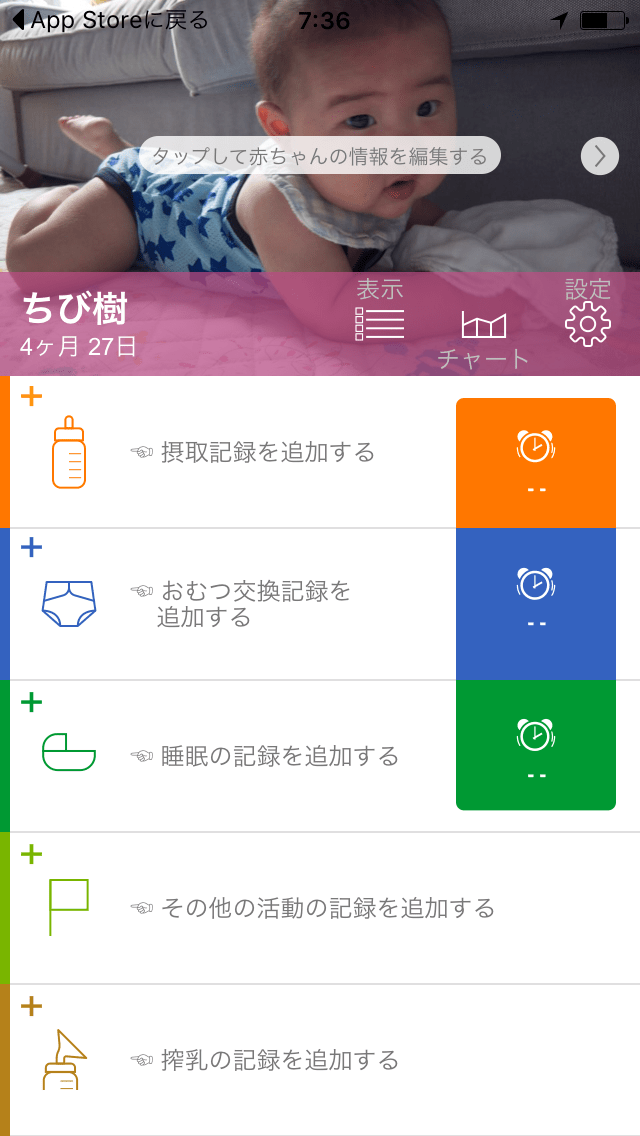 App Storeに戻る
7:36
タップして赤ちゃんの情報を編集する
ちび樹
4ヶ月 27日
表示
チャート
設定
☜ 摂取記録を追加する
- -
☜ おむつ交換記録を
追加する
- -
☜ 睡眠の記録を追加する
- -
☜ その他の活動の記録を追加する
☜ 搾乳の記録を追加する